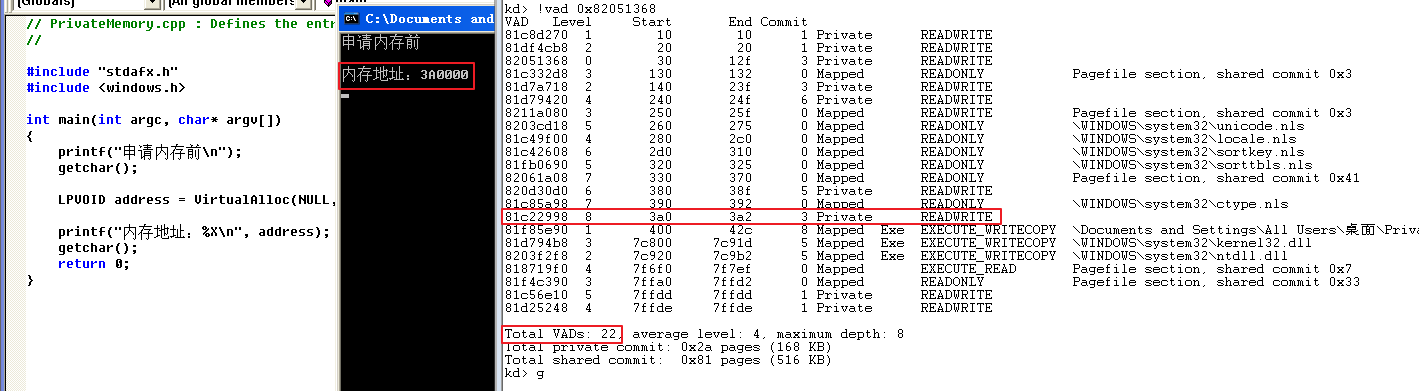 (Globals)
(All global members
// PrivateMemory.cpp : Defines the entr
//
#include "stdafx.h"
#include <windows.h>
int main(int argc, char* argv[])
{
printf("申请内存前\n");
getchar();
LPVOID address = VirtualAlloc(NULL,
printf("内存地址: %X\n", address);
getchar();
return 0;
}
C:\Documents and
申请内存前
内存地址: 3A0000
kd> !vad 0x82051368
VAD Level Start End Commit
81c8d270 1 10 10 1 Private READWRITE
81df4cb8 2 20 20 1 Private READWRITE
82051368 0 30 12f 3 Private READWRITE
81c332d8 3 130 132 0 Mapped READONLY Pagefile section, shared commit 0x3
81d7a718 2 140 23f 3 Private READWRITE
81d79420 4 240 24f 6 Private READWRITE
8211a080 3 250 25f 0 Mapped READWRITE Pagefile section, shared commit 0x3
8203cd18 5 260 275 0 Mapped READONLY \WINDOWS\system32\unicode.nls
81c49f00 4 280 2c0 0 Mapped READONLY \WINDOWS\system32\locale.nls
81c42608 6 2d0 310 0 Mapped READONLY \WINDOWS\system32\sortkey.nls
81fb0690 5 320 325 0 Mapped READONLY \WINDOWS\system32\sorttbls.nls
82061a08 7 330 370 0 Mapped READONLY Pagefile section, shared commit 0x41
820d30d0 6 380 38f 5 Private READWRITE
81c85a98 7 390 392 0 Mapped READONLY \WINDOWS\system32\ctype.nls
81c22998 8 3a0 3a2 3 Private READWRITE
81f85e90 1 400 42c 8 Mapped Exe EXECUTE_WRITECOPY \Documents and Settings\All Users\桌面\Priva
81d794b8 3 7c800 7c91d 5 Mapped Exe EXECUTE_WRITECOPY \WINDOWS\system32\kernel32.dll
8203f2f8 2 7c920 7c9b2 5 Mapped Exe EXECUTE_WRITECOPY \WINDOWS\system32\ntdll.dll
818719f0 4 7f6f0 7f7ef 0 Mapped EXECUTE_READ Pagefile section, shared commit 0x7
81f4c390 3 7ffa0 7ffd2 0 Mapped READONLY Pagefile section, shared commit 0x33
81c56e10 5 7ffdd 7ffdd 1 Private READWRITE
81d25248 4 7ffde 7ffde 1 Private READWRITE
Total VADs: 22, average level: 4, maximum depth: 8
Total private commit: 0x2a pages (168 KB)
Total shared commit: 0x81 pages (516 KB)
kd> g